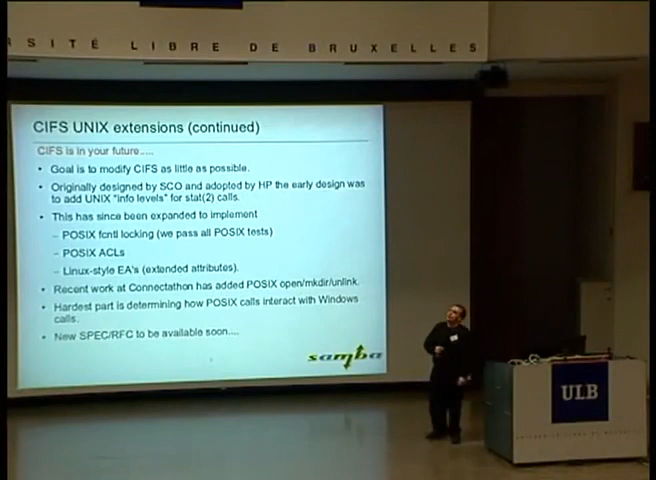 RSITÉ LIBRE DE BRUXELLES
CIFS UNIX extensions (continued)
CIFS is in your future....
• Goal is to modify CIFS as little as possible.
• Originally designed by SCO and adopted by HP the early design was
to add UNIX "info levels" for stat(2) calls.
• This has since been expanded to implement
– POSIX fcntl locking (we pass all POSIX tests)
– POSIX ACLs
– Linux-style EA's (extended attributes).
• Recent work at Connectathon has added POSIX open/mkdir/unlink.
• Hardest part is determining how POSIX calls interact with Windows
calls.
• New SPEC/RFC to be available soon....
samba
ULB